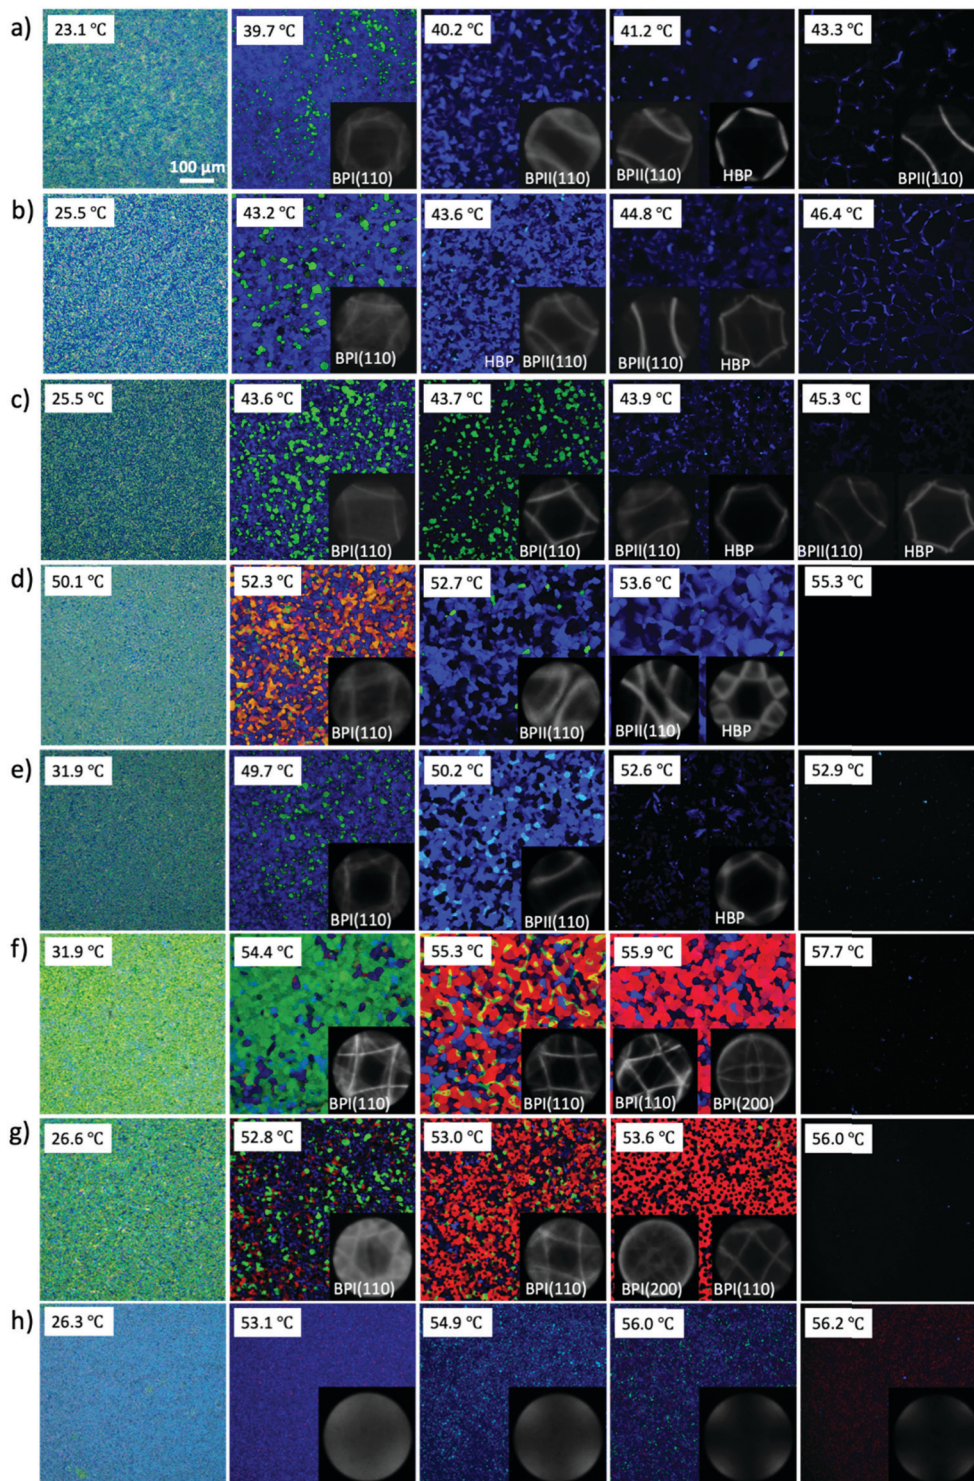 a)
23.1 °C
39.7 °C
40.2 °C
41.2 °C
43.3 °C
100 µm
BPI(110)
BPII(110)
BPII(110)
HBP
BPII(110)
b)
25.5 °C
43.2 °C
43.6 °C
44.8 °C
46.4 °C
BPI(110)
HBP
BPII(110)
BPII(110)
HBP
c)
25.5 °C
43.6 °C
43.7 °C
43.9 °C
45.3 °C
BPI(110)
BPI(110)
BPII(110)
HBP
BPII(110)
HBP
d)
50.1 °C
52.3 °C
52.7 °C
53.6 °C
55.3 °C
BPI(110)
BPII(110)
BPII(110)
HBP
e)
31.9 °C
49.7 °C
50.2 °C
52.6 °C
52.9 °C
BPI(110)
BPII(110)
HBP
f)
31.9 °C
54.4 °C
55.3 °C
55.9 °C
57.7 °C
BPI(110)
BPI(110)
BPI(110)
BPI(200)
g)
26.6 °C
52.8 °C
53.0 °C
53.6 °C
56.0 °C
BPI(110)
BPI(110)
BPI(200)
BPI(110)
h)
26.3 °C
53.1 °C
54.9 °C
56.0 °C
56.2 °C